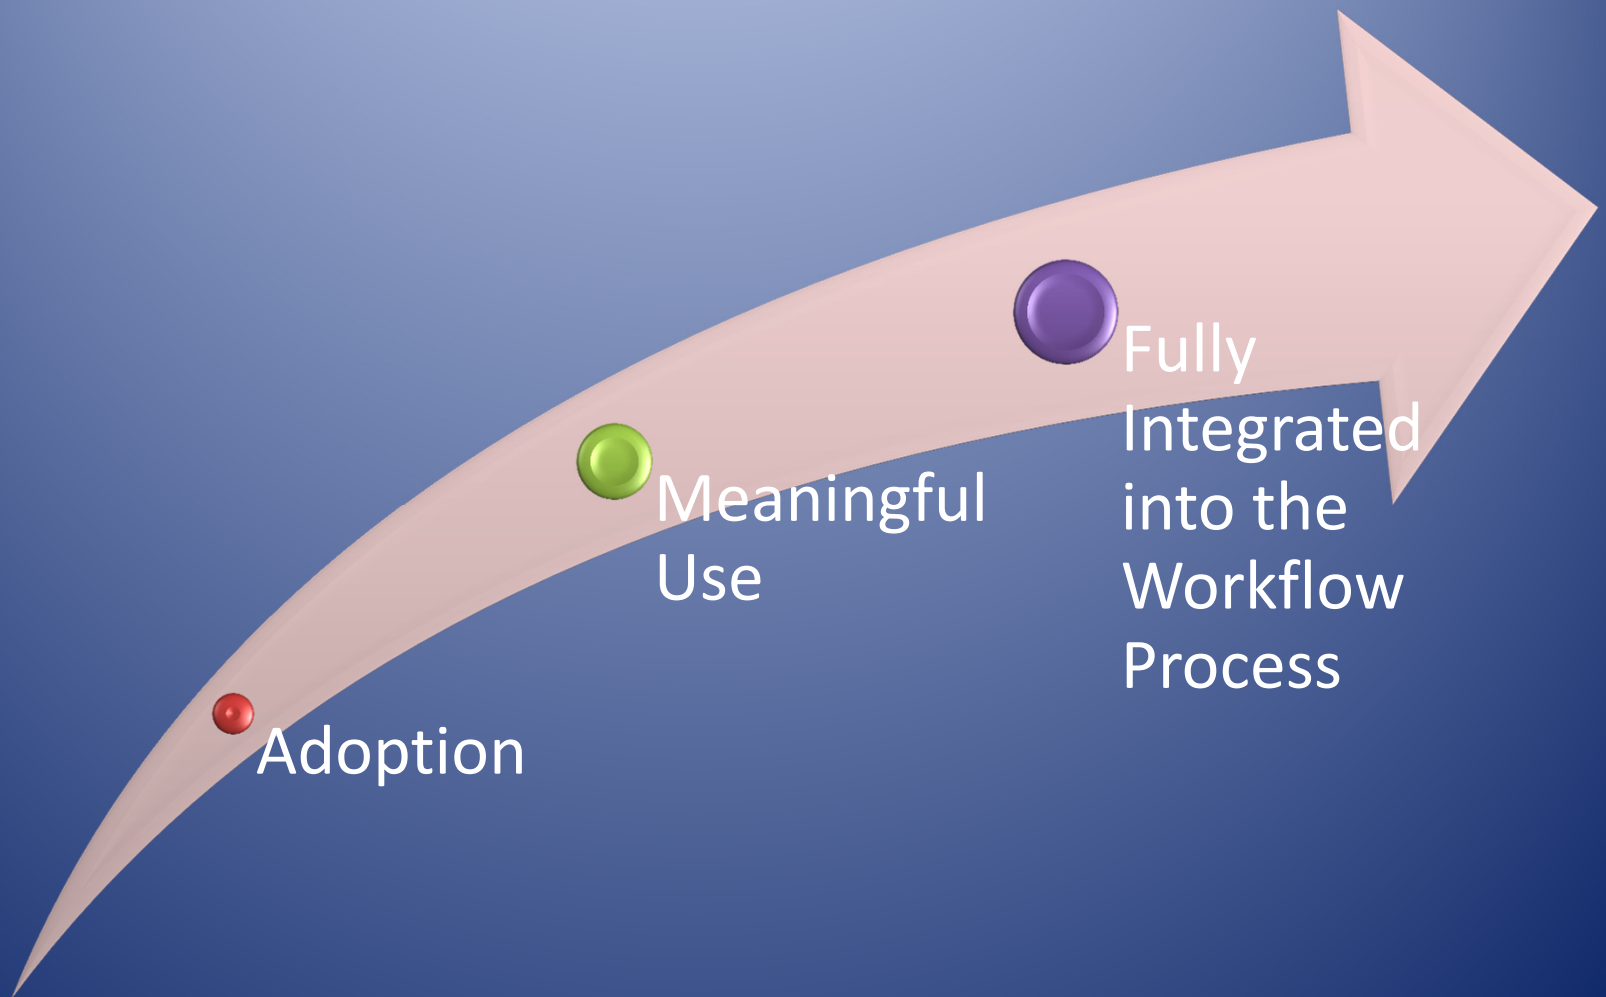 Adoption
Meaningful
Use
Fully
Integrated
into the
Workflow
Process